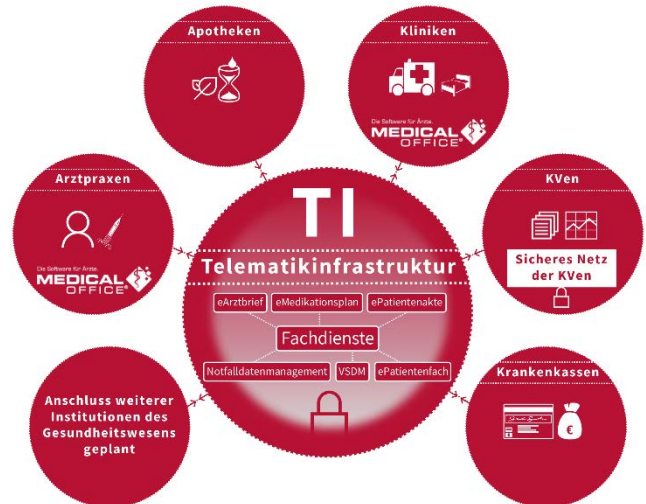 Apotheken
Kliniken
Die Software für Ärzte.
MEDICAL
OFFICE®
Arztpraxen
Die Software für Ärzte.
MEDICAL
OFFICE®
KVen
Sicheres Netz
der KVen
TI
Telematikinfrastruktur
eArztbrief eMedikationsplan ePatientenakte
Fachdienste
Notfalldatenmanagement VSDM ePatientenfach
Anschluss weiterer
Institutionen des
Gesundheitswesens
geplant
Krankenkassen
€